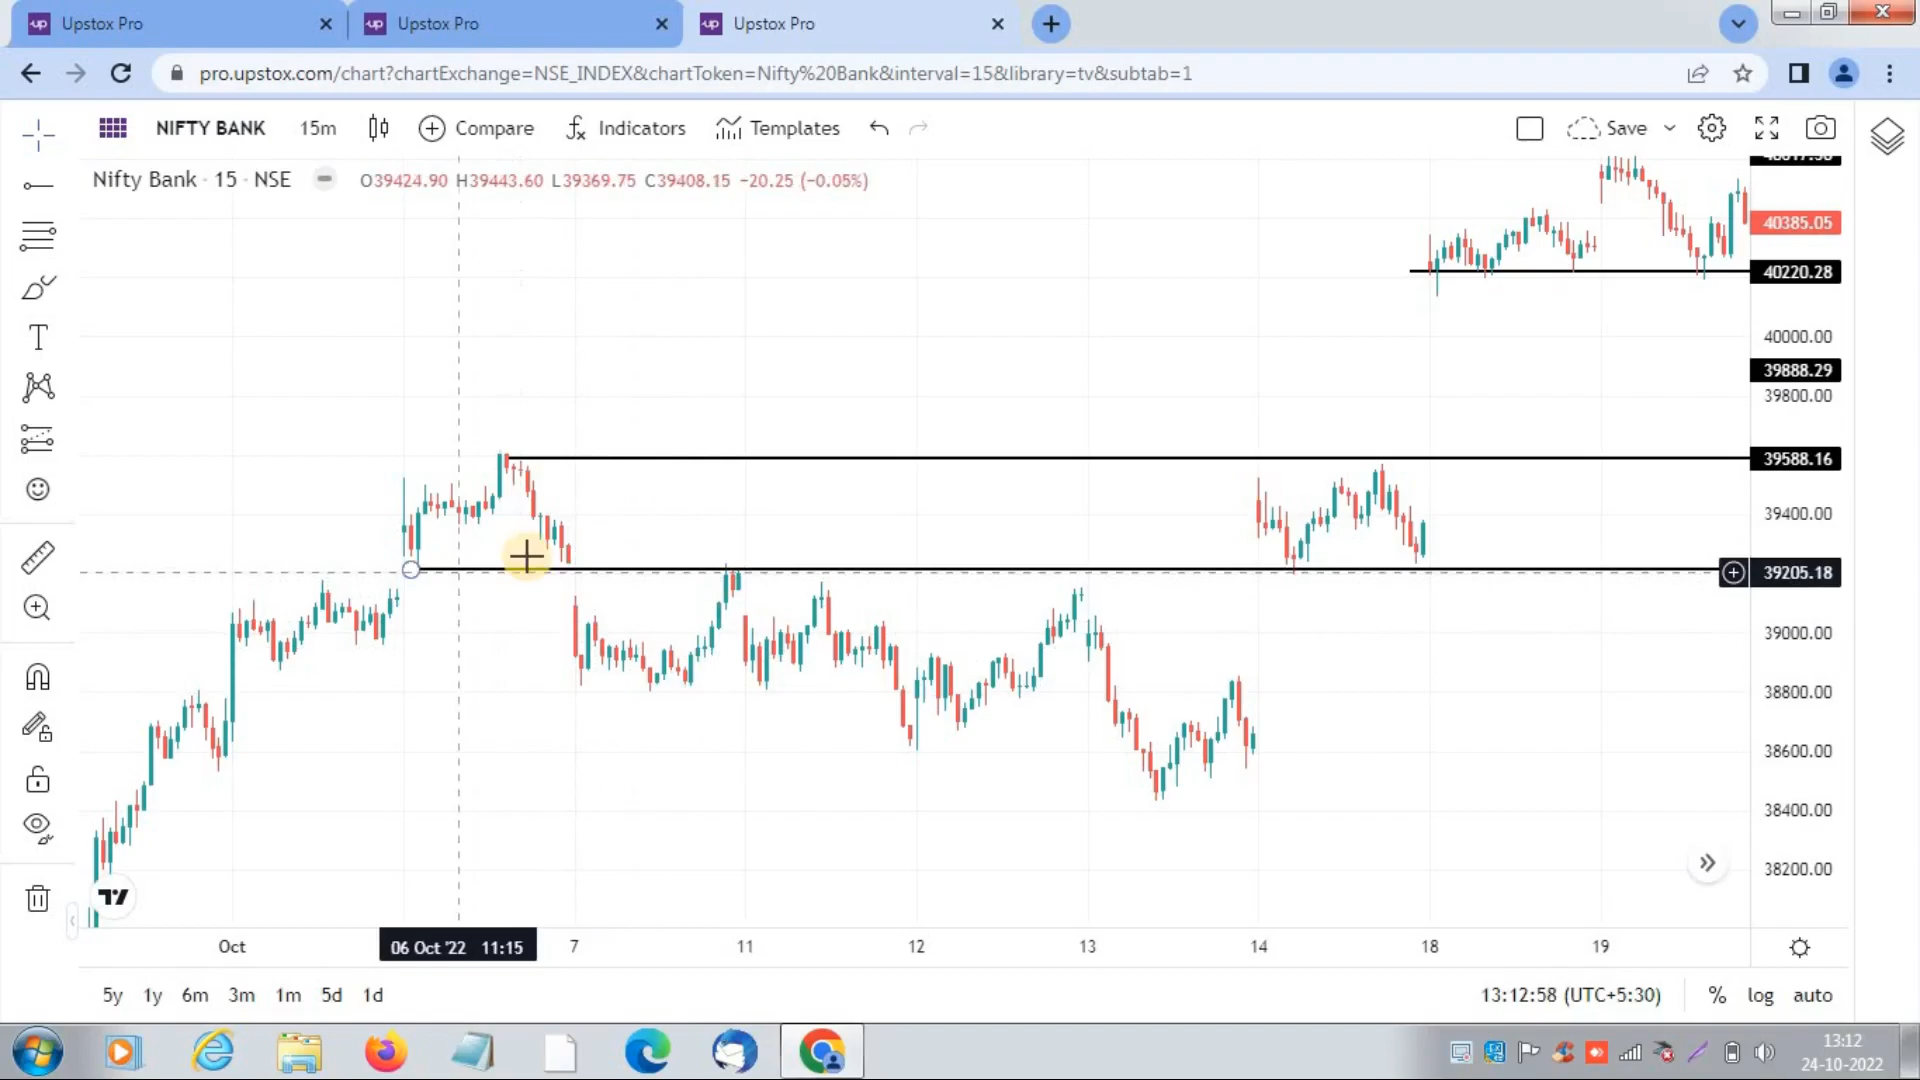 Upstox Pro
Upstox Pro
Upstox Pro
pro.upstox.com/chart?chartExchange=NSE_INDEX&chartToken=Nifty%20Bank&interval=15&library=tv&subtab=1
NIFTY BANK 15m Compare Indicators Templates Save
Nifty Bank · 15 · NSE O39424.90 H39443.60 L39369.75 C39408.15 −20.25 (−0.05%)
40385.05
40220.28
40000.00
39888.29
39800.00
39588.16
39400.00
39205.18
39000.00
38800.00
38600.00
38400.00
38200.00
Oct 06 Oct '22 11:15 7 11 12 13 14 18 19
5y 1y 6m 3m 1m 5d 1d 13:12:58 (UTC+5:30) % log auto
13:12
24-10-2022